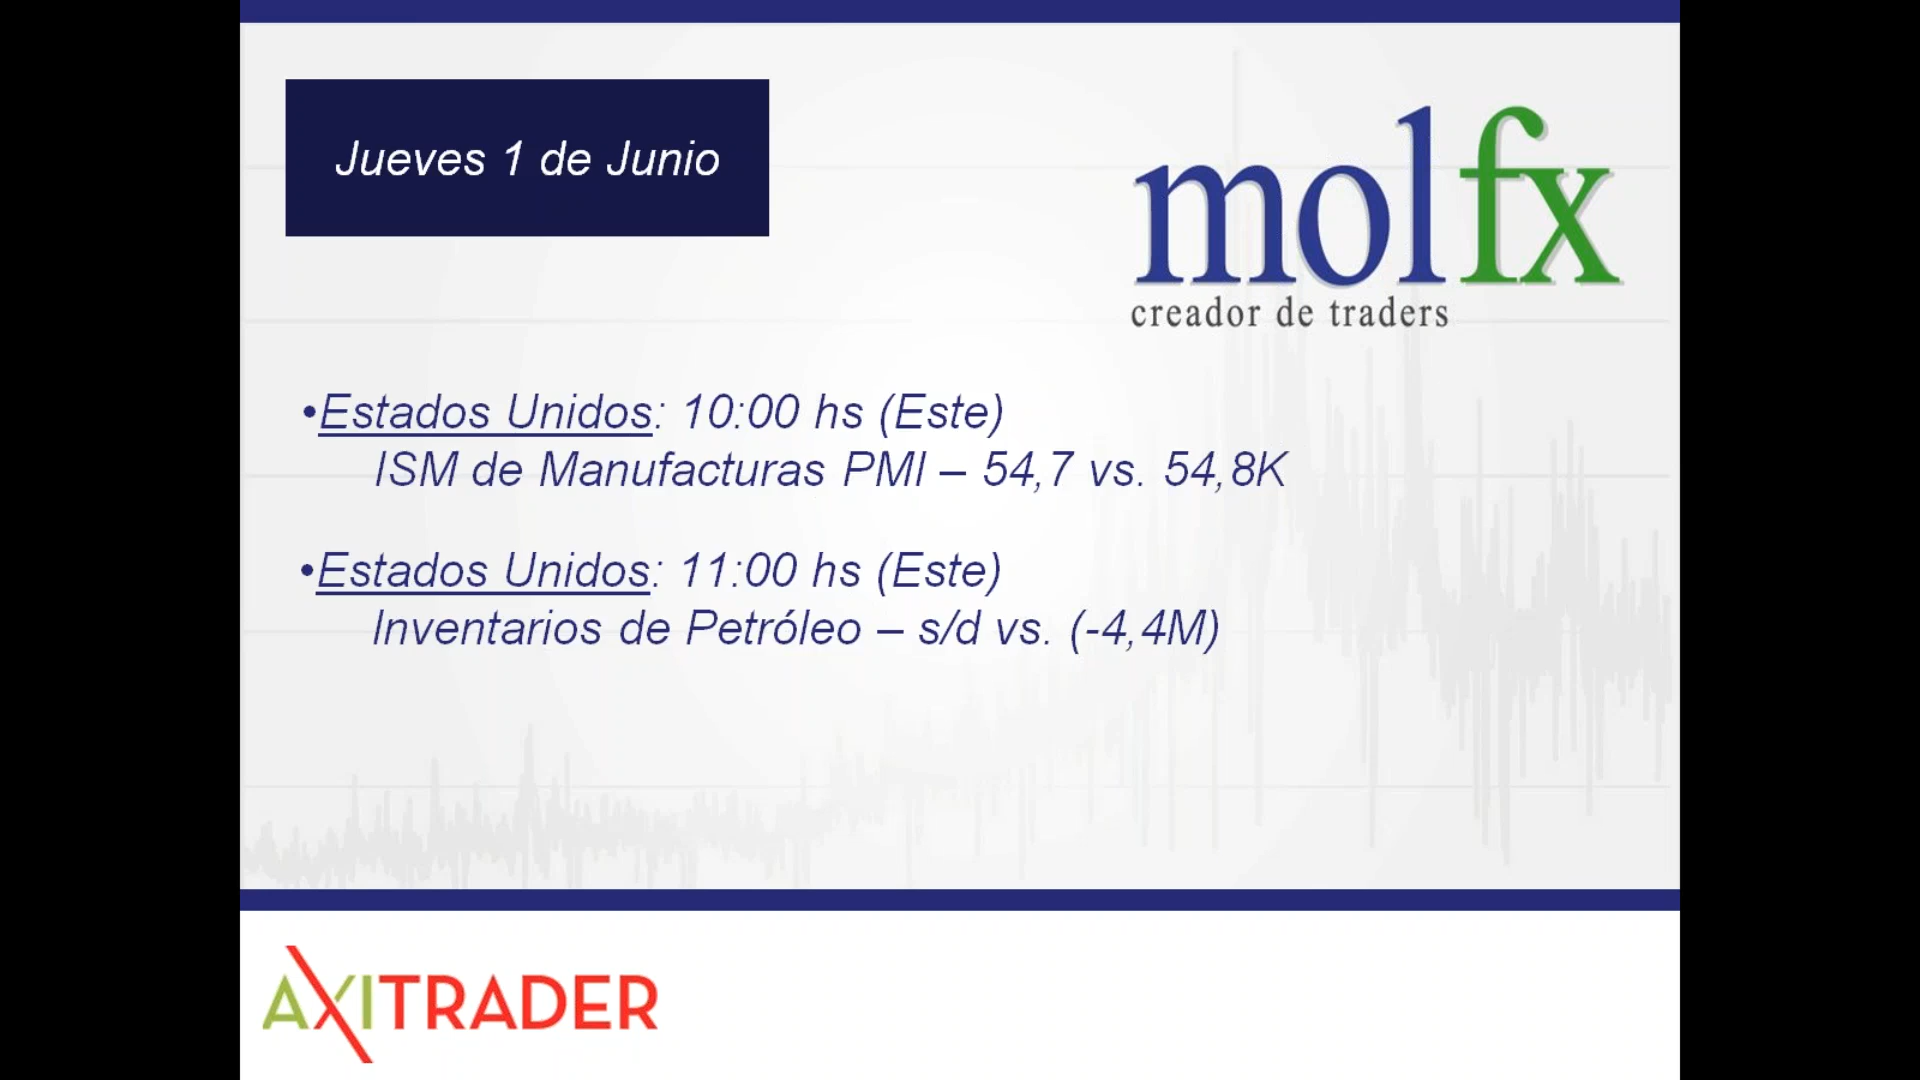 Jueves 1 de Junio
molfx
creador de traders
•Estados Unidos: 10:00 hs (Este)
ISM de Manufacturas PMI – 54,7 vs. 54,8K
•Estados Unidos: 11:00 hs (Este)
Inventarios de Petróleo – s/d vs. (-4,4M)
AXITRADER